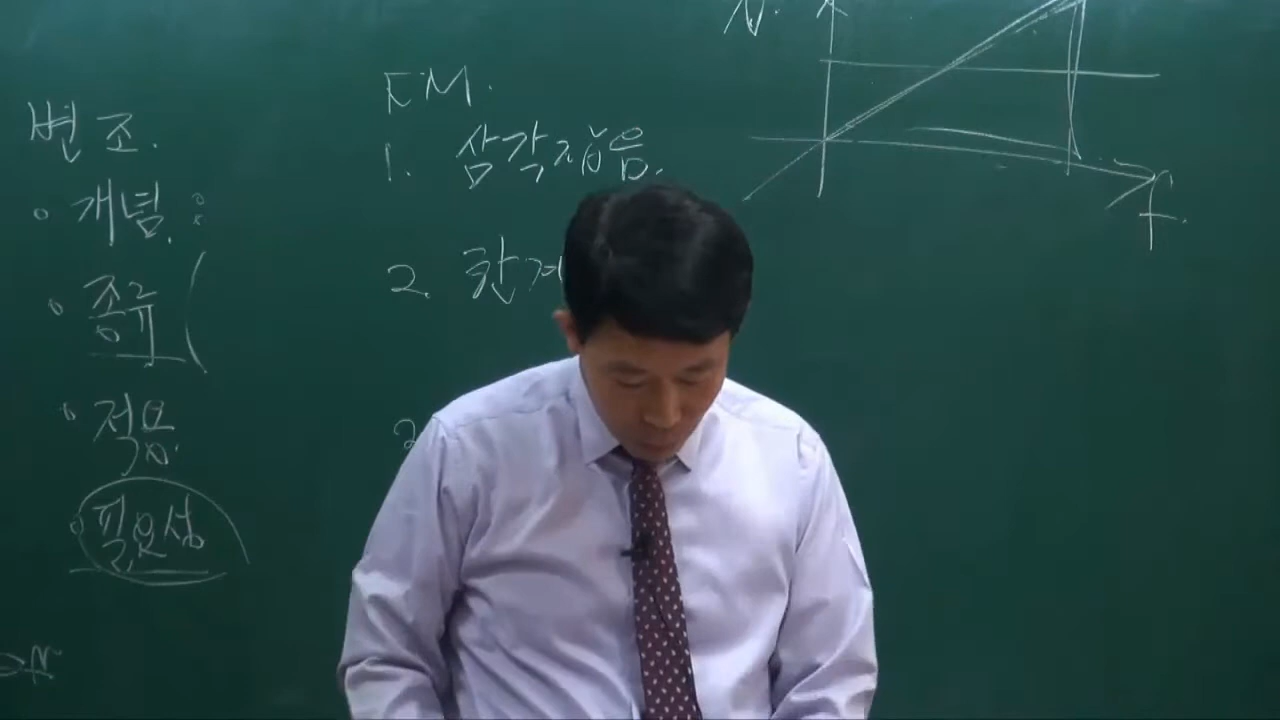 변조.
개념
종류 (
적용
필요성
FM.
1. 삼각잡음.
2. 한계
N.
f.